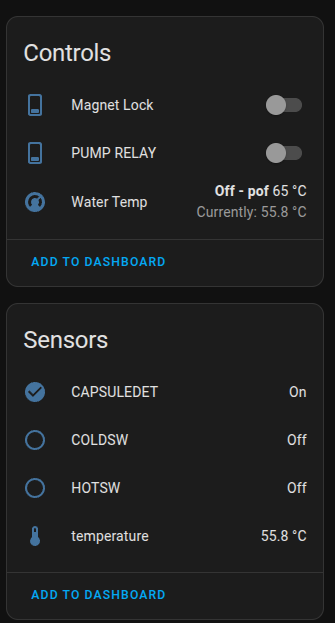 Controls
Magnet Lock
PUMP RELAY
Water Temp
Off - pof 65 °C
Currently: 55.8 °C
ADD TO DASHBOARD
Sensors
CAPSULEDET On
COLDSW Off
HOTSW Off
temperature 55.8 °C
ADD TO DASHBOARD